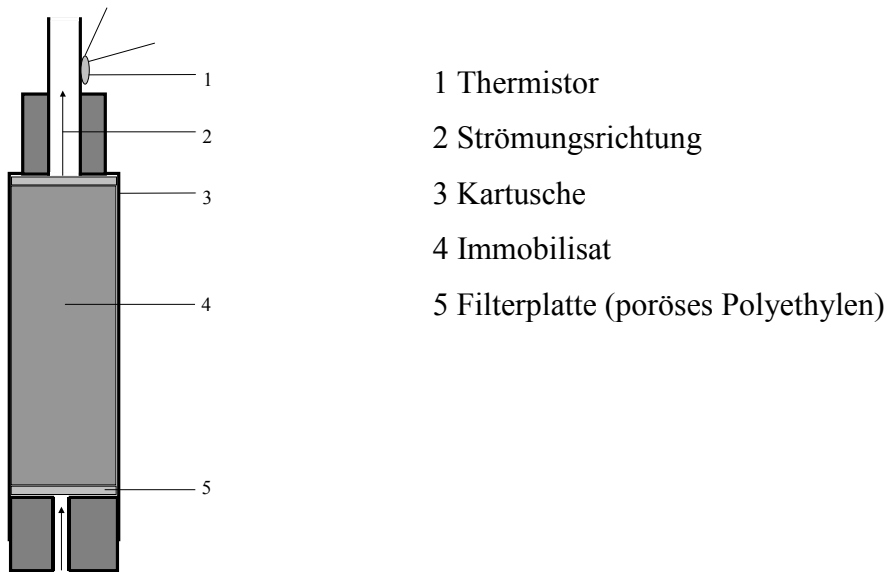 1
2
3
4
5
1 Thermistor
2 Strömungsrichtung
3 Kartusche
4 Immobilisat
5 Filterplatte (poröses Polyethylen)